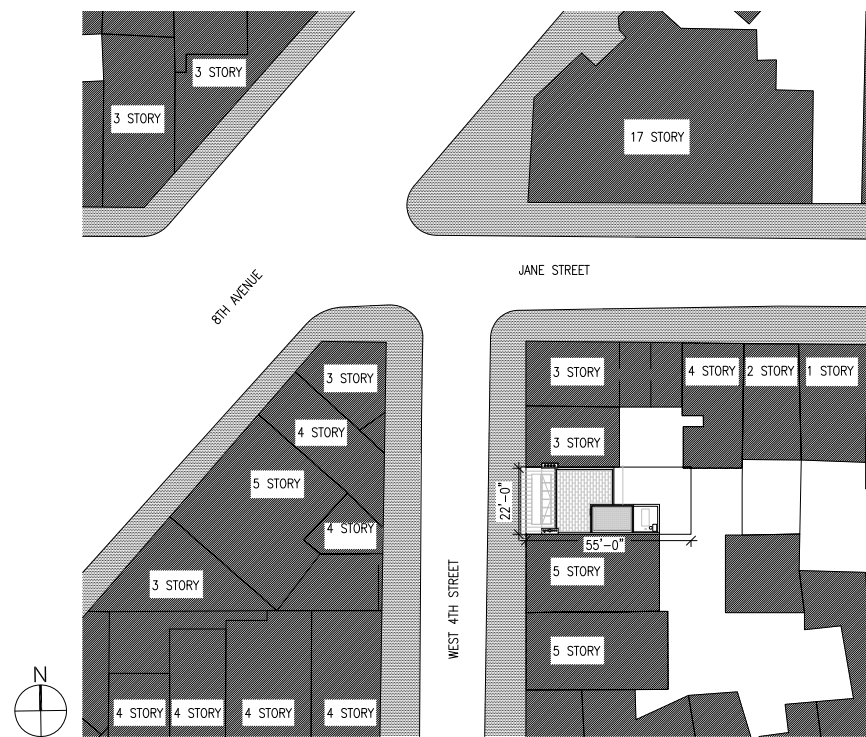 3 STORY
3 STORY
17 STORY
JANE STREET
8TH AVENUE
3 STORY
3 STORY
4 STORY
2 STORY
1 STORY
4 STORY
3 STORY
5 STORY
22'-0"
4 STORY
55'-0"
3 STORY
5 STORY
WEST 4TH STREET
5 STORY
N
4 STORY
4 STORY
4 STORY
4 STORY